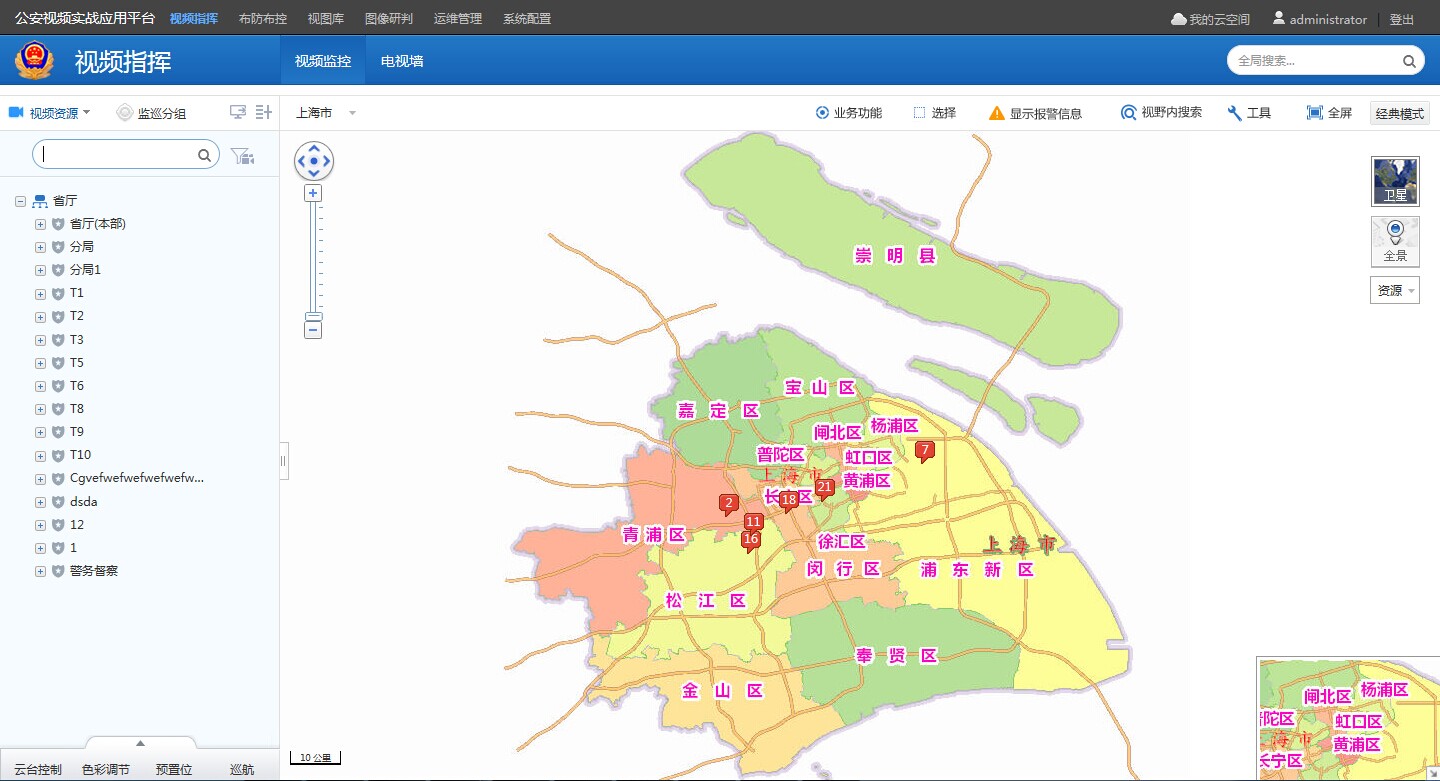 公安视频实战应用平台 视频指挥 布防布控 视图库 图像研判 运维管理 系统配置 我的云空间 administrator 登出
视频指挥 视频监控 电视墙 全局搜索...
视频资源 监巡分组 上海市 业务功能 选择 显示报警信息 视野内搜索 工具 全屏 经典模式
省厅
省厅(本部)
分局
分局1
T1
T2
T3
T5
T6
T8
T9
T10
Cgvefwefwefwefwefw...
dsda
12
1
警务督察
云台控制 色彩调节 预置位 巡航
卫星
全景
资源
崇明县
宝山区
嘉定区
杨浦区
闸北区
7
普陀区
虹口区
上海市
黄浦区
21
长宁区
18
2
11
青浦区
16
徐汇区
上海市
闵行区
浦东新区
松江区
奉贤区
金山区
10 公里
杨浦区
闸北区
陀区
虹口区
海市
黄浦区
长宁区